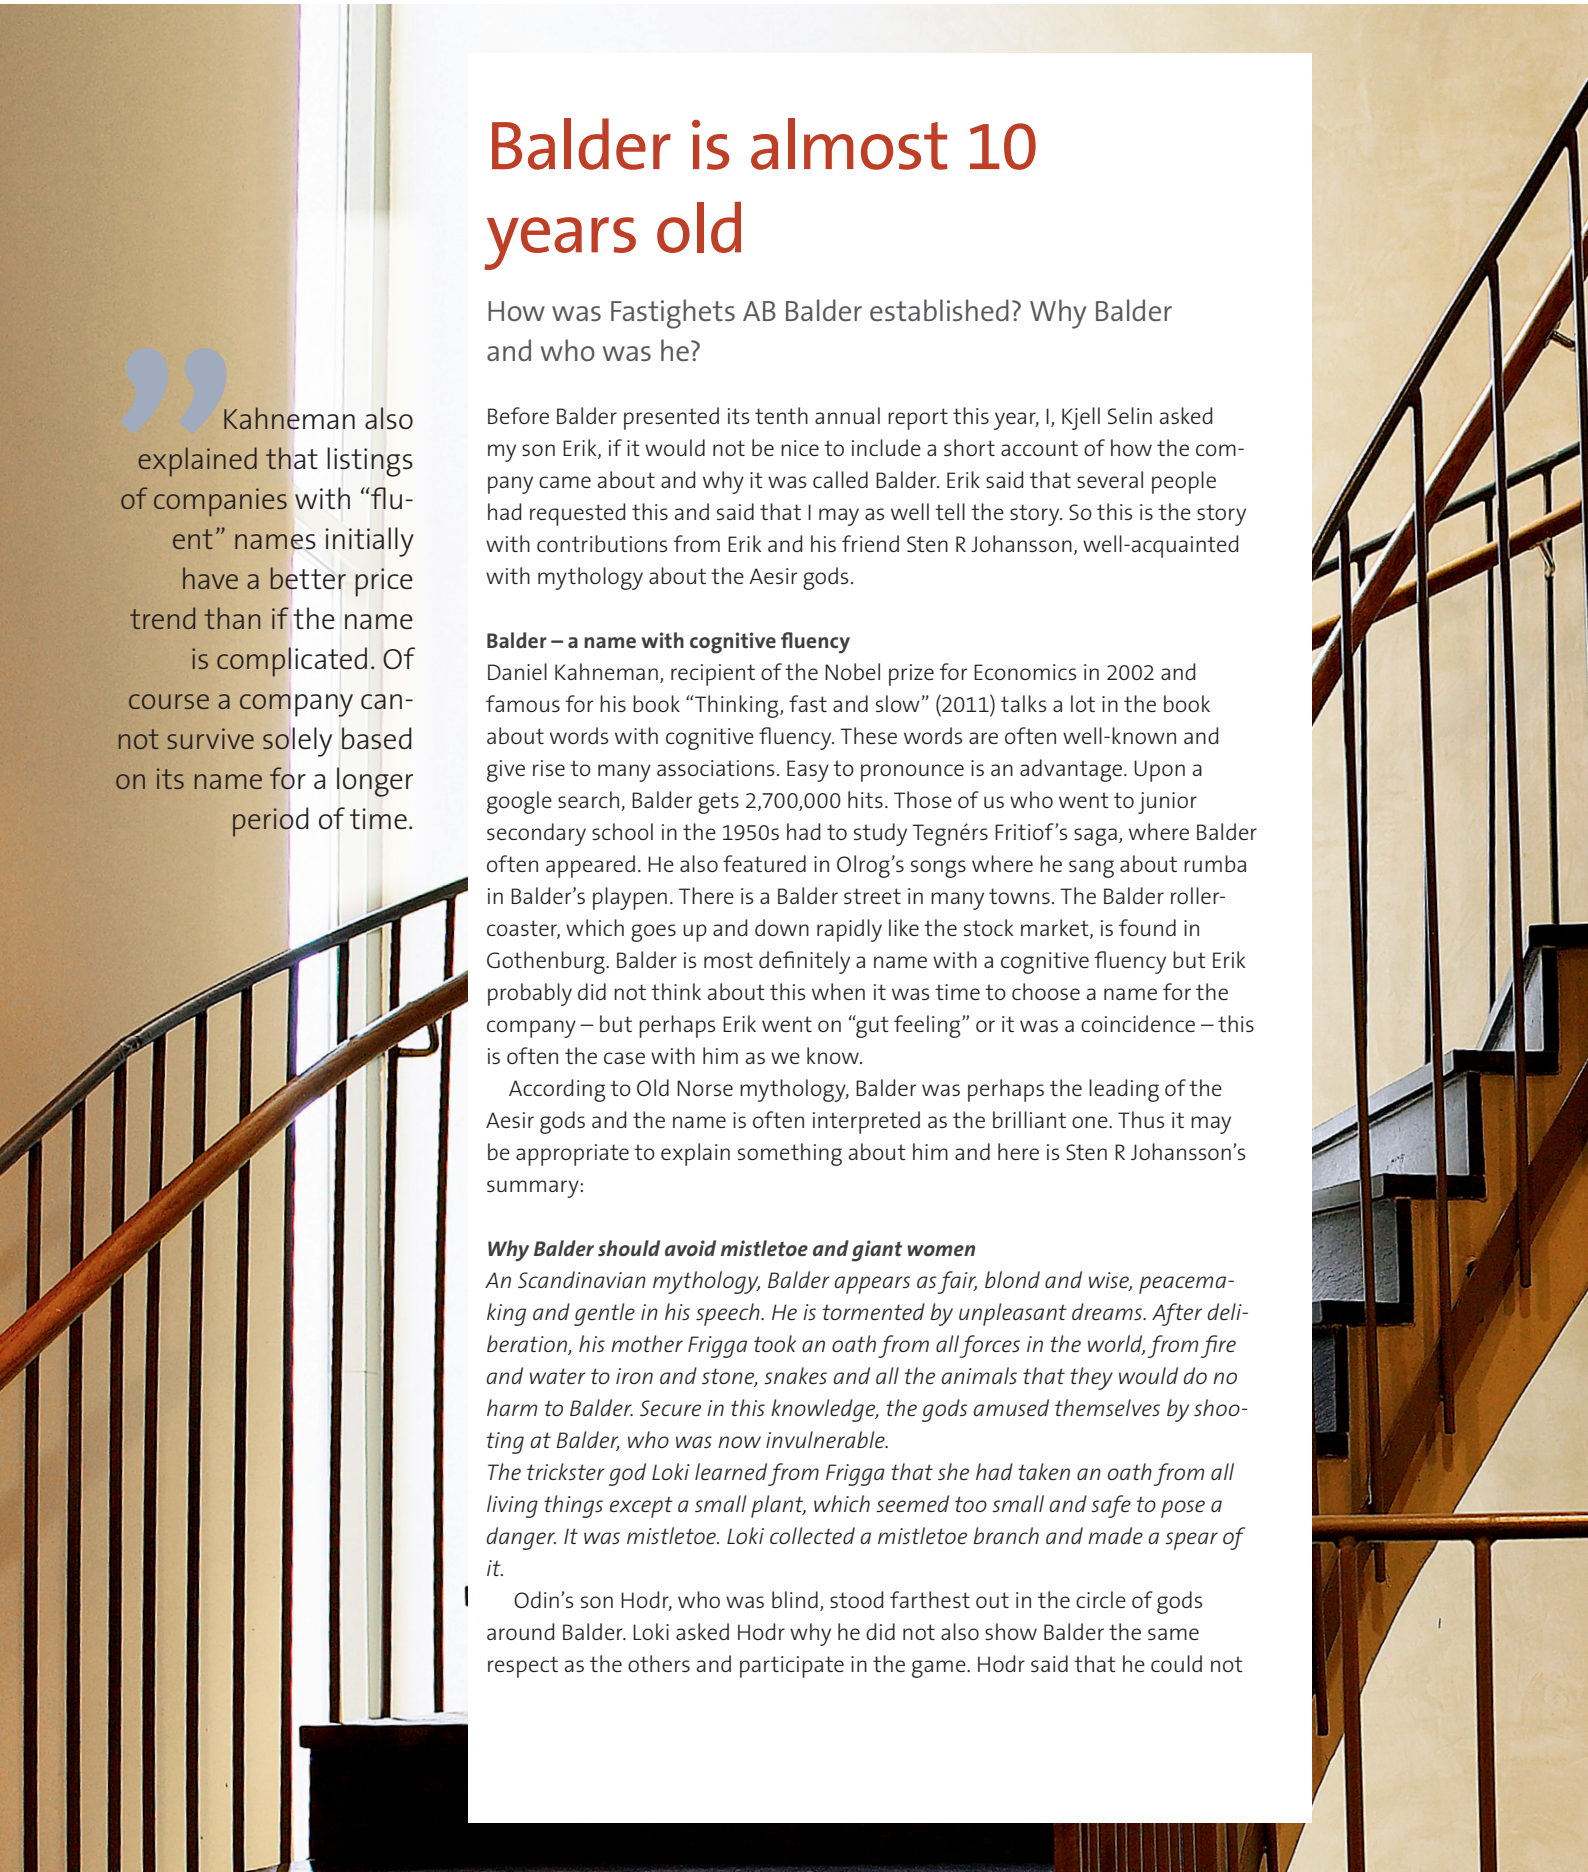 Balder is almost 10
years old
How was Fastighets AB Balder established? Why Balder
and who was he?
”Kahneman also
explained that listings
of companies with “flu-
ent” names initially
have a better price
trend than if the name
is complicated. Of
course a company can-
not survive solely based
on its name for a longer
period of time.
Before Balder presented its tenth annual report this year, I, Kjell Selin asked
my son Erik, if it would not be nice to include a short account of how the com-
pany came about and why it was called Balder. Erik said that several people
had requested this and said that I may as well tell the story. So this is the story
with contributions from Erik and his friend Sten R Johansson, well-acquainted
with mythology about the Aesir gods.
Balder – a name with cognitive fluency
Daniel Kahneman, recipient of the Nobel prize for Economics in 2002 and
famous for his book “Thinking, fast and slow” (2011) talks a lot in the book
about words with cognitive fluency. These words are often well-known and
give rise to many associations. Easy to pronounce is an advantage. Upon a
google search, Balder gets 2,700,000 hits. Those of us who went to junior
secondary school in the 1950s had to study Tegnérs Fritiof’s saga, where Balder
often appeared. He also featured in Olrog’s songs where he sang about rumba
in Balder’s playpen. There is a Balder street in many towns. The Balder roller-
coaster, which goes up and down rapidly like the stock market, is found in
Gothenburg. Balder is most definitely a name with a cognitive fluency but Erik
probably did not think about this when it was time to choose a name for the
company – but perhaps Erik went on “gut feeling” or it was a coincidence – this
is often the case with him as we know.
According to Old Norse mythology, Balder was perhaps the leading of the
Aesir gods and the name is often interpreted as the brilliant one. Thus it may
be appropriate to explain something about him and here is Sten R Johansson’s
summary:
Why Balder should avoid mistletoe and giant women
An Scandinavian mythology, Balder appears as fair, blond and wise, peacema-
king and gentle in his speech. He is tormented by unpleasant dreams. After deli-
beration, his mother Frigga took an oath from all forces in the world, from fire
and water to iron and stone, snakes and all the animals that they would do no
harm to Balder. Secure in this knowledge, the gods amused themselves by shoo-
ting at Balder, who was now invulnerable.
The trickster god Loki learned from Frigga that she had taken an oath from all
living things except a small plant, which seemed too small and safe to pose a
danger. It was mistletoe. Loki collected a mistletoe branch and made a spear of
it.
Odin’s son Hodr, who was blind, stood farthest out in the circle of gods
around Balder. Loki asked Hodr why he did not also show Balder the same
respect as the others and participate in the game. Hodr said that he could not